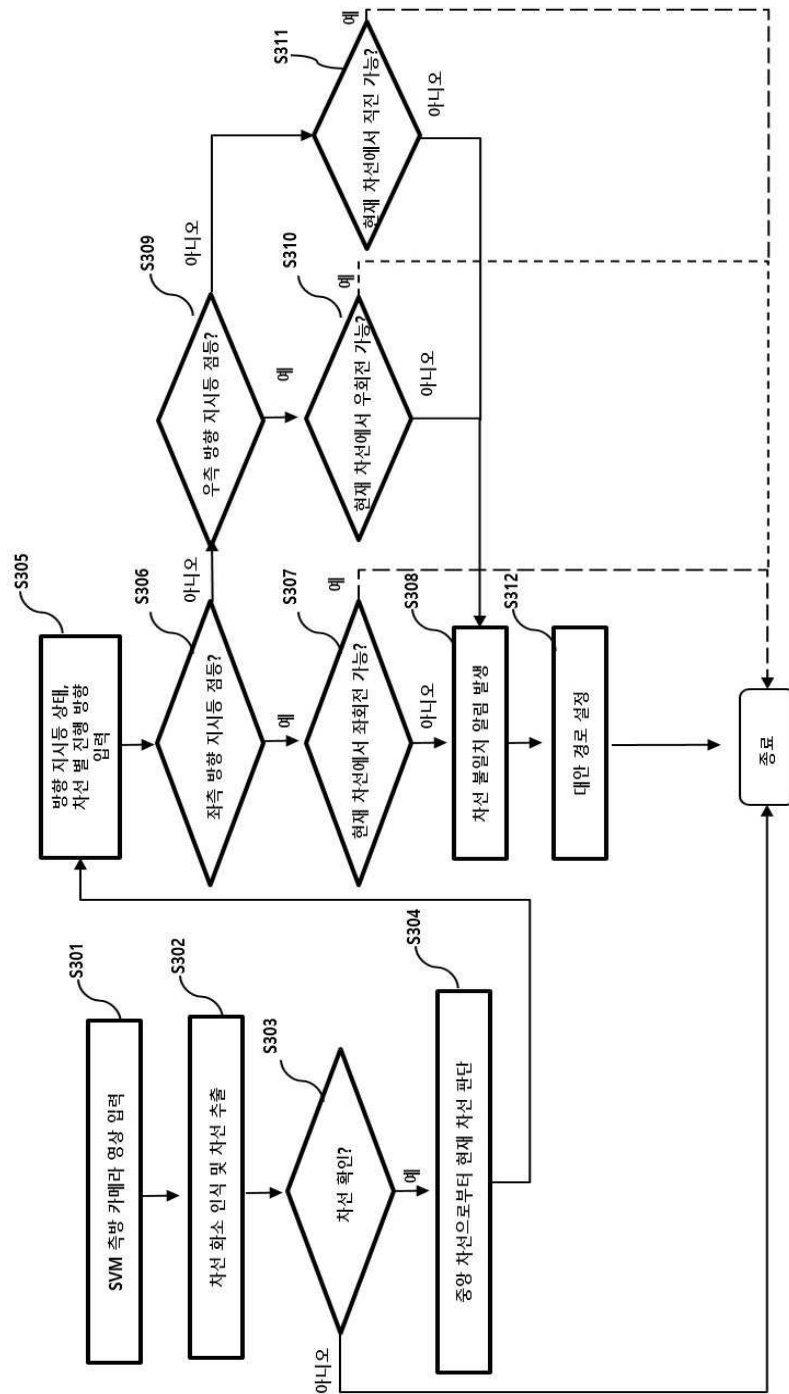 S301
SVM 측방 카메라 영상 입력
S302
차선 화소 인식 및 차선 추출
S303
차선 확인?
아니오
예
S304
중앙 차선으로부터 현재 차선 판단
S305
방향 지시등 상태,
차선 별 진행 방향
입력
S306
좌측 방향 지시등 점등?
아니오
예
S307
현재 차선에서 좌회전 가능?
예
아니오
S308
차선 불일치 알림 발생
S312
대안 경로 설정
S309
우측 방향 지시등 점등?
아니오
예
S310
현재 차선에서 우회전 가능?
예
아니오
S311
현재 차선에서 직진 가능?
예
아니오
종료